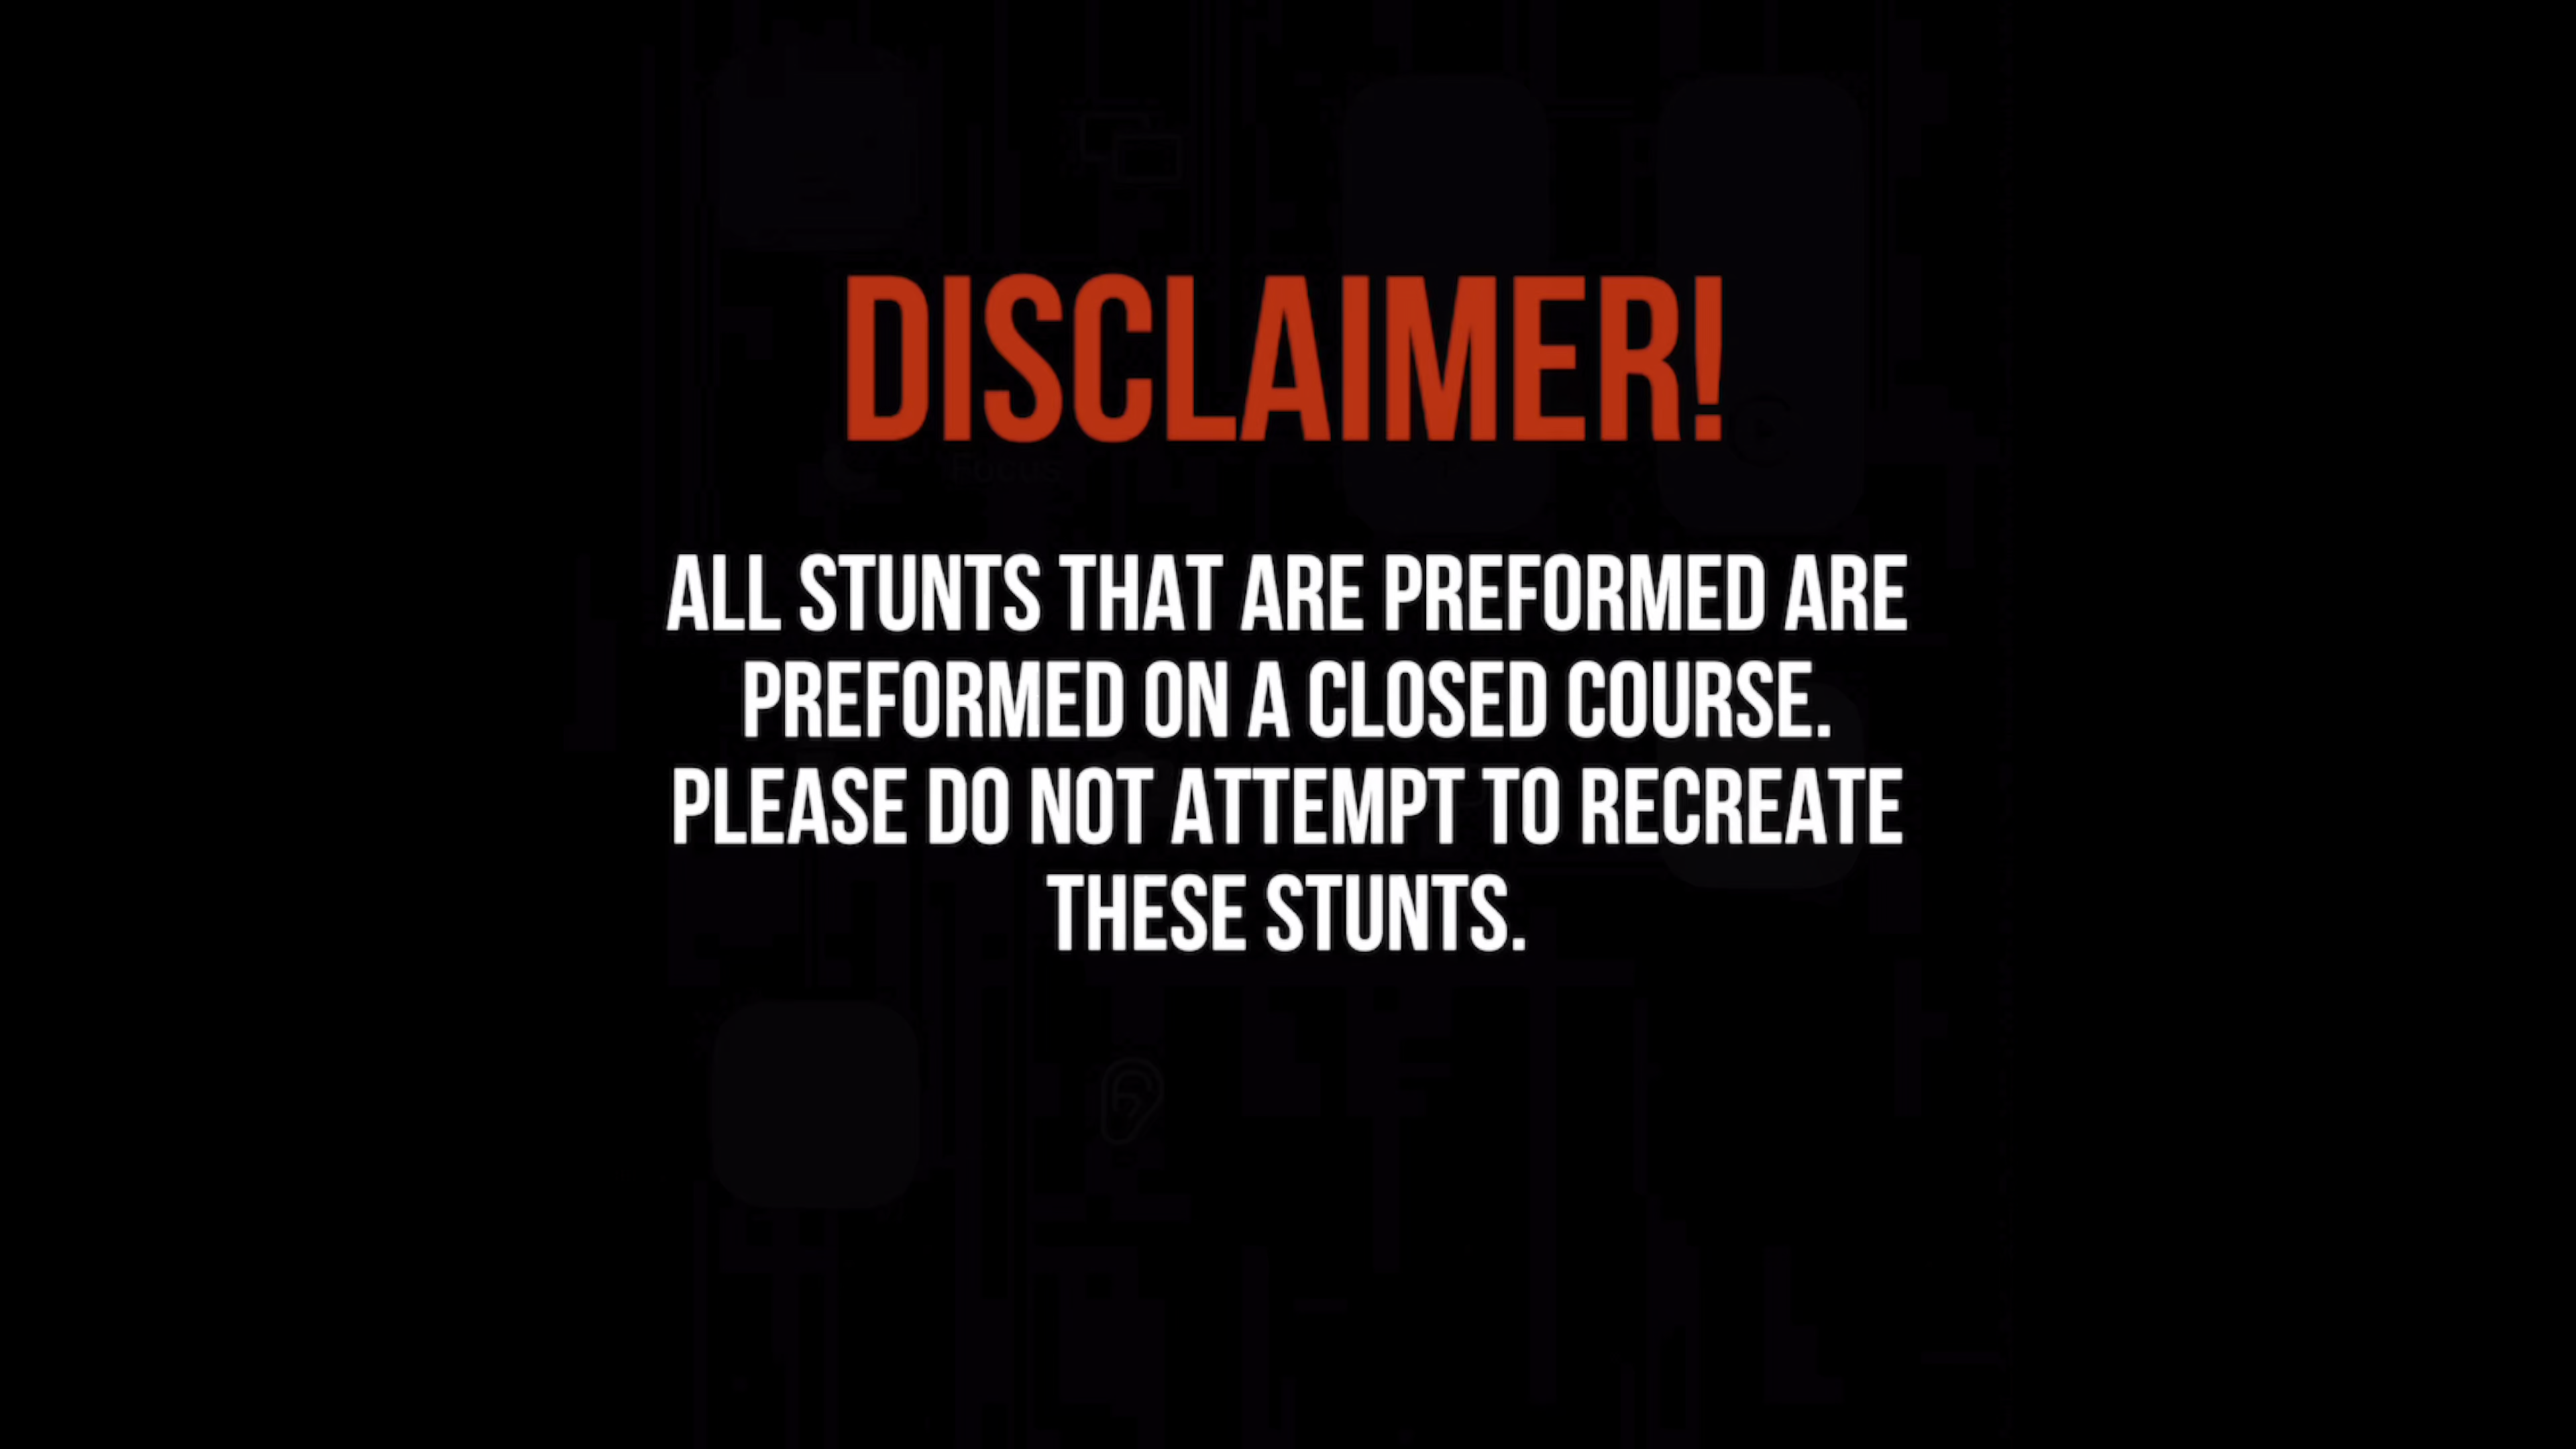 DISCLAIMER!
Focus
ALL STUNTS THAT ARE PREFORMED ARE
PREFORMED ON A CLOSED COURSE.
PLEASE DO NOT ATTEMPT TO RECREATE
THESE STUNTS.